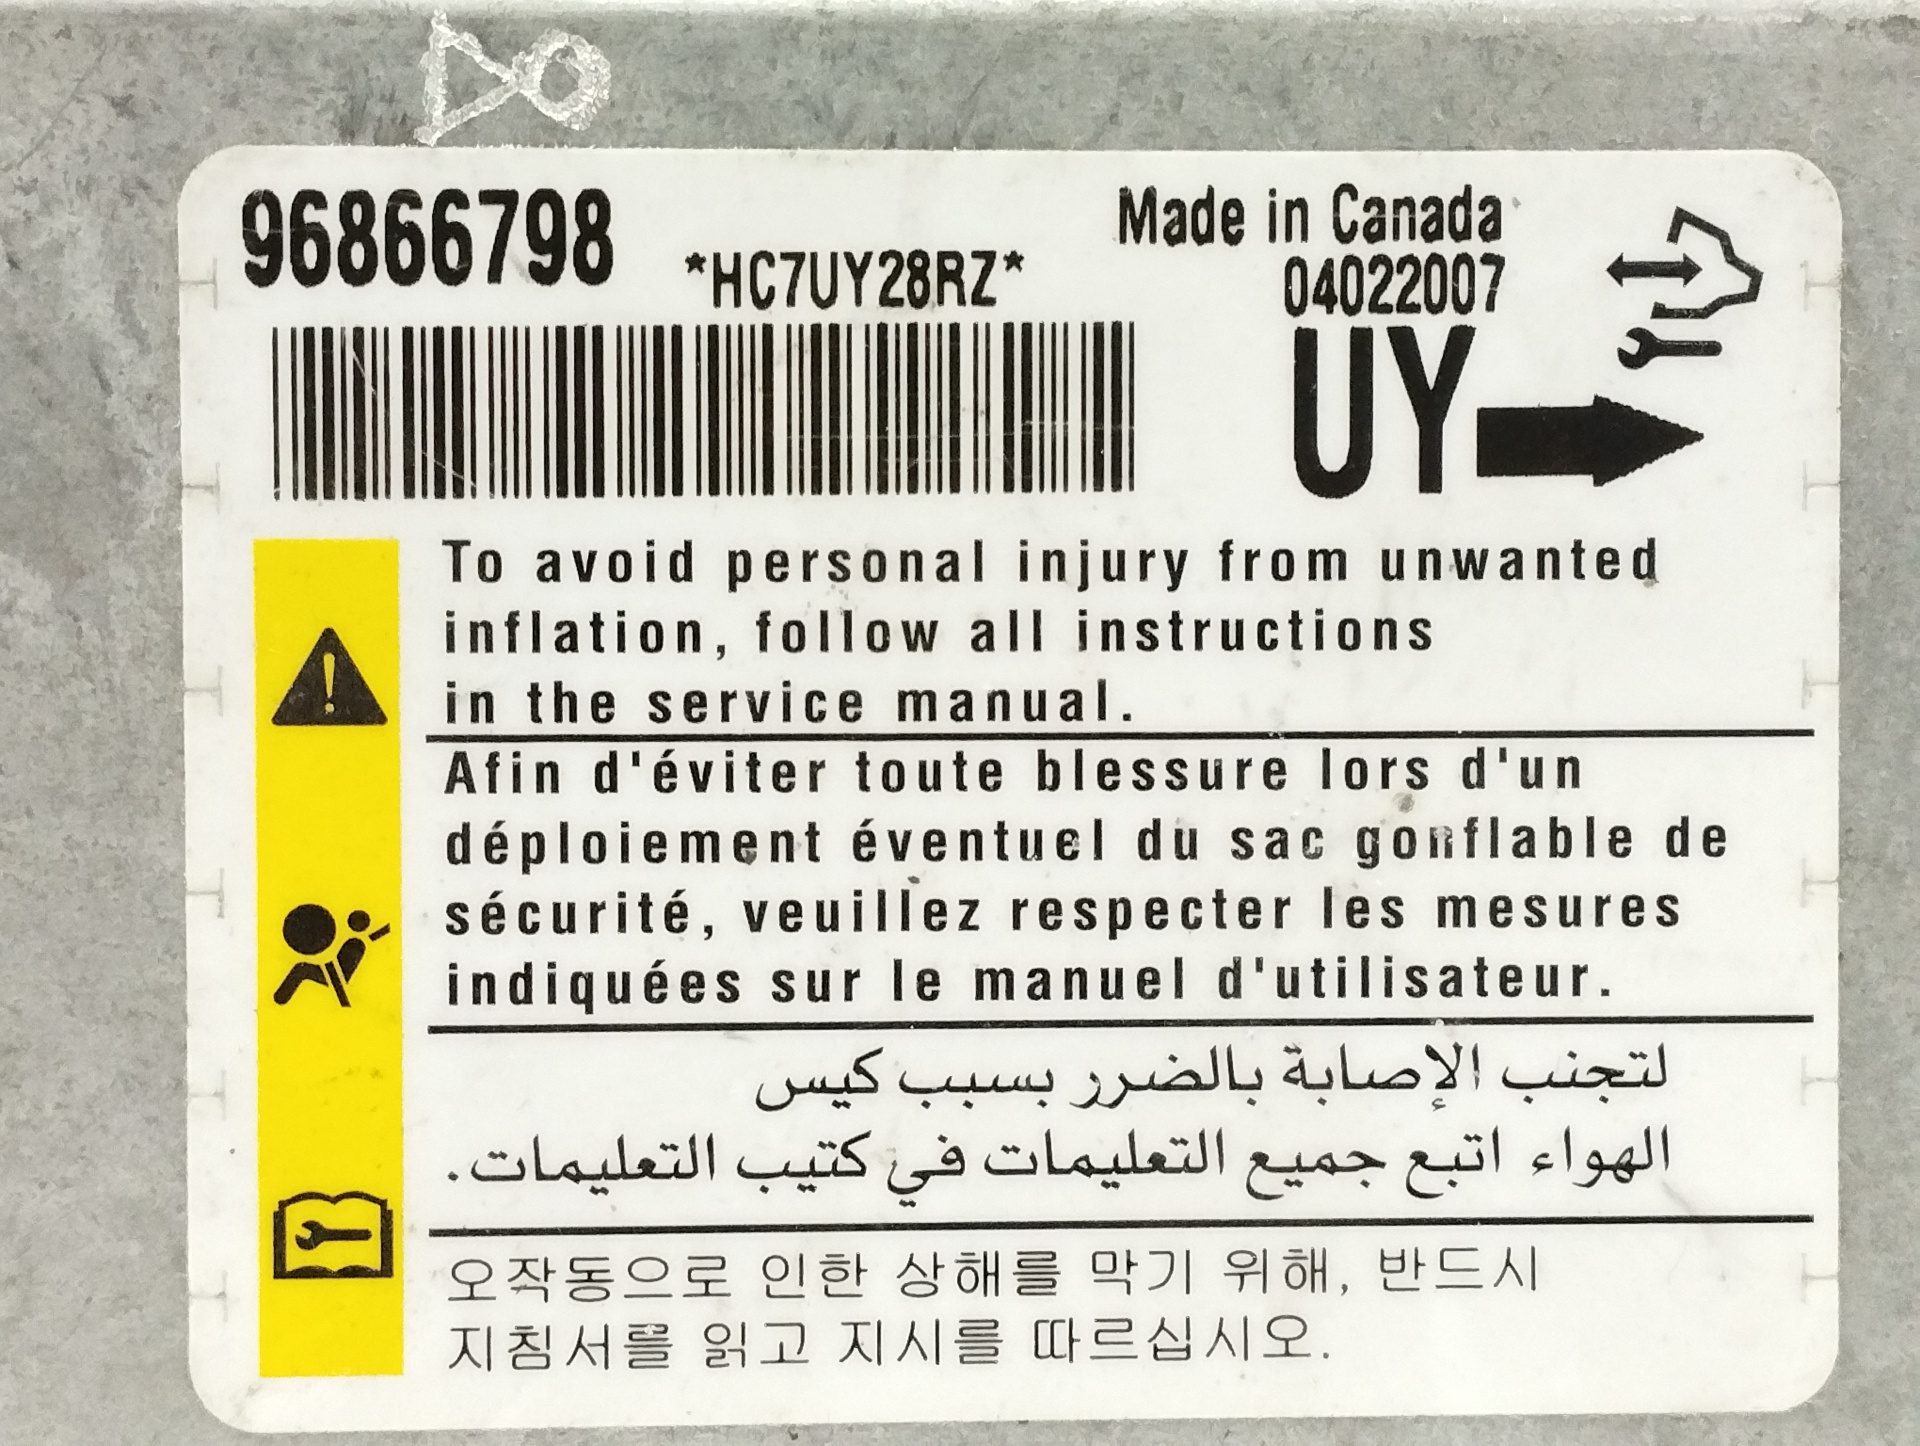 96866798
*HC7UY28RZ*
Made in Canada
04022007
UY
To avoid personal injury from unwanted
inflation, follow all instructions
in the service manual.
Afin d'éviter toute blessure lors d'un
déploiement éventuel du sac gonflable de
sécurité, veuillez respecter les mesures
indiquées sur le manuel d'utilisateur.
لتجنب الإصابة بالضرر بسبب كيس
الهواء اتبع جميع التعليمات في كتيب التعليمات.
오작동으로 인한 상해를 막기 위해, 반드시
지침서를 읽고 지시를 따르십시오.